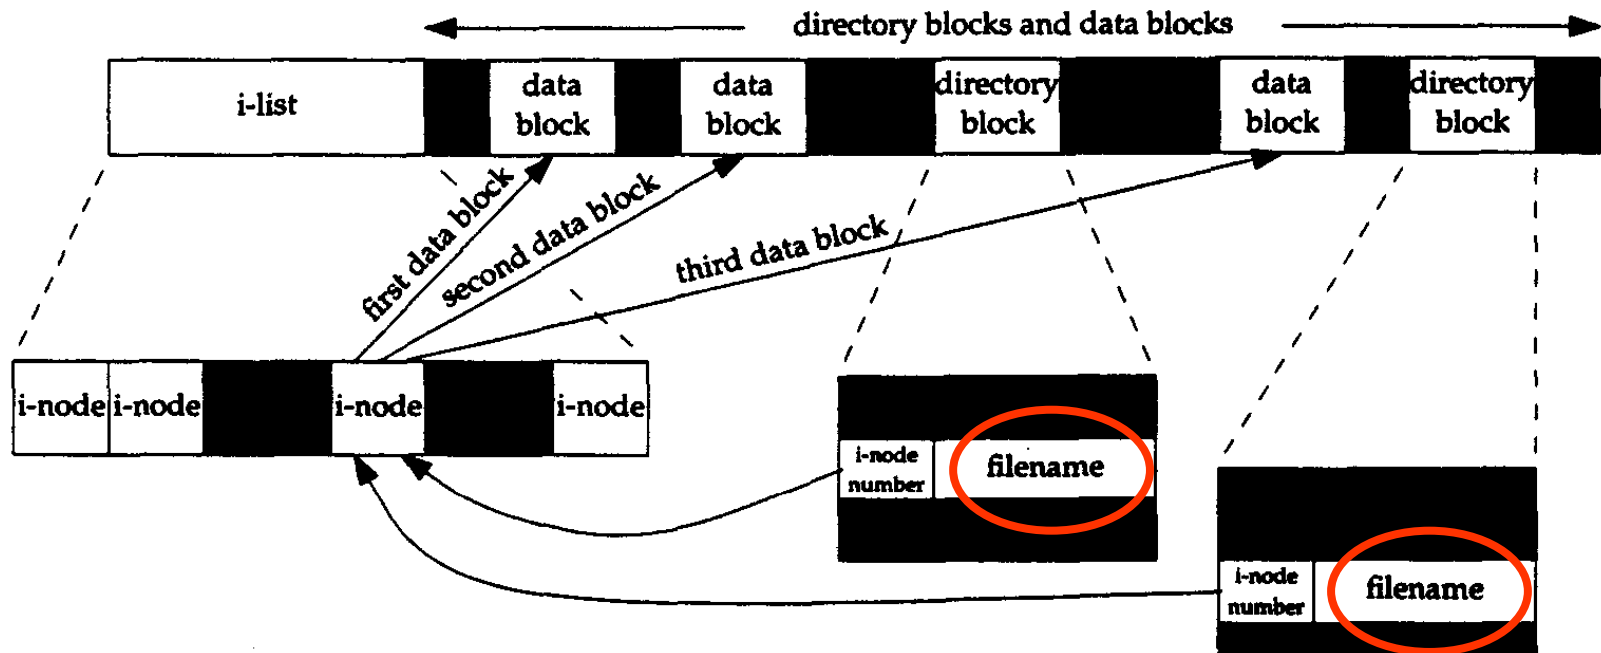 directory blocks and data blocks
i-list
data
block
data
block
directory
block
data
block
directory
block
first data block
second data block
third data block
i-node
i-node
i-node
i-node
i-node
number
filename
i-node
number
filename